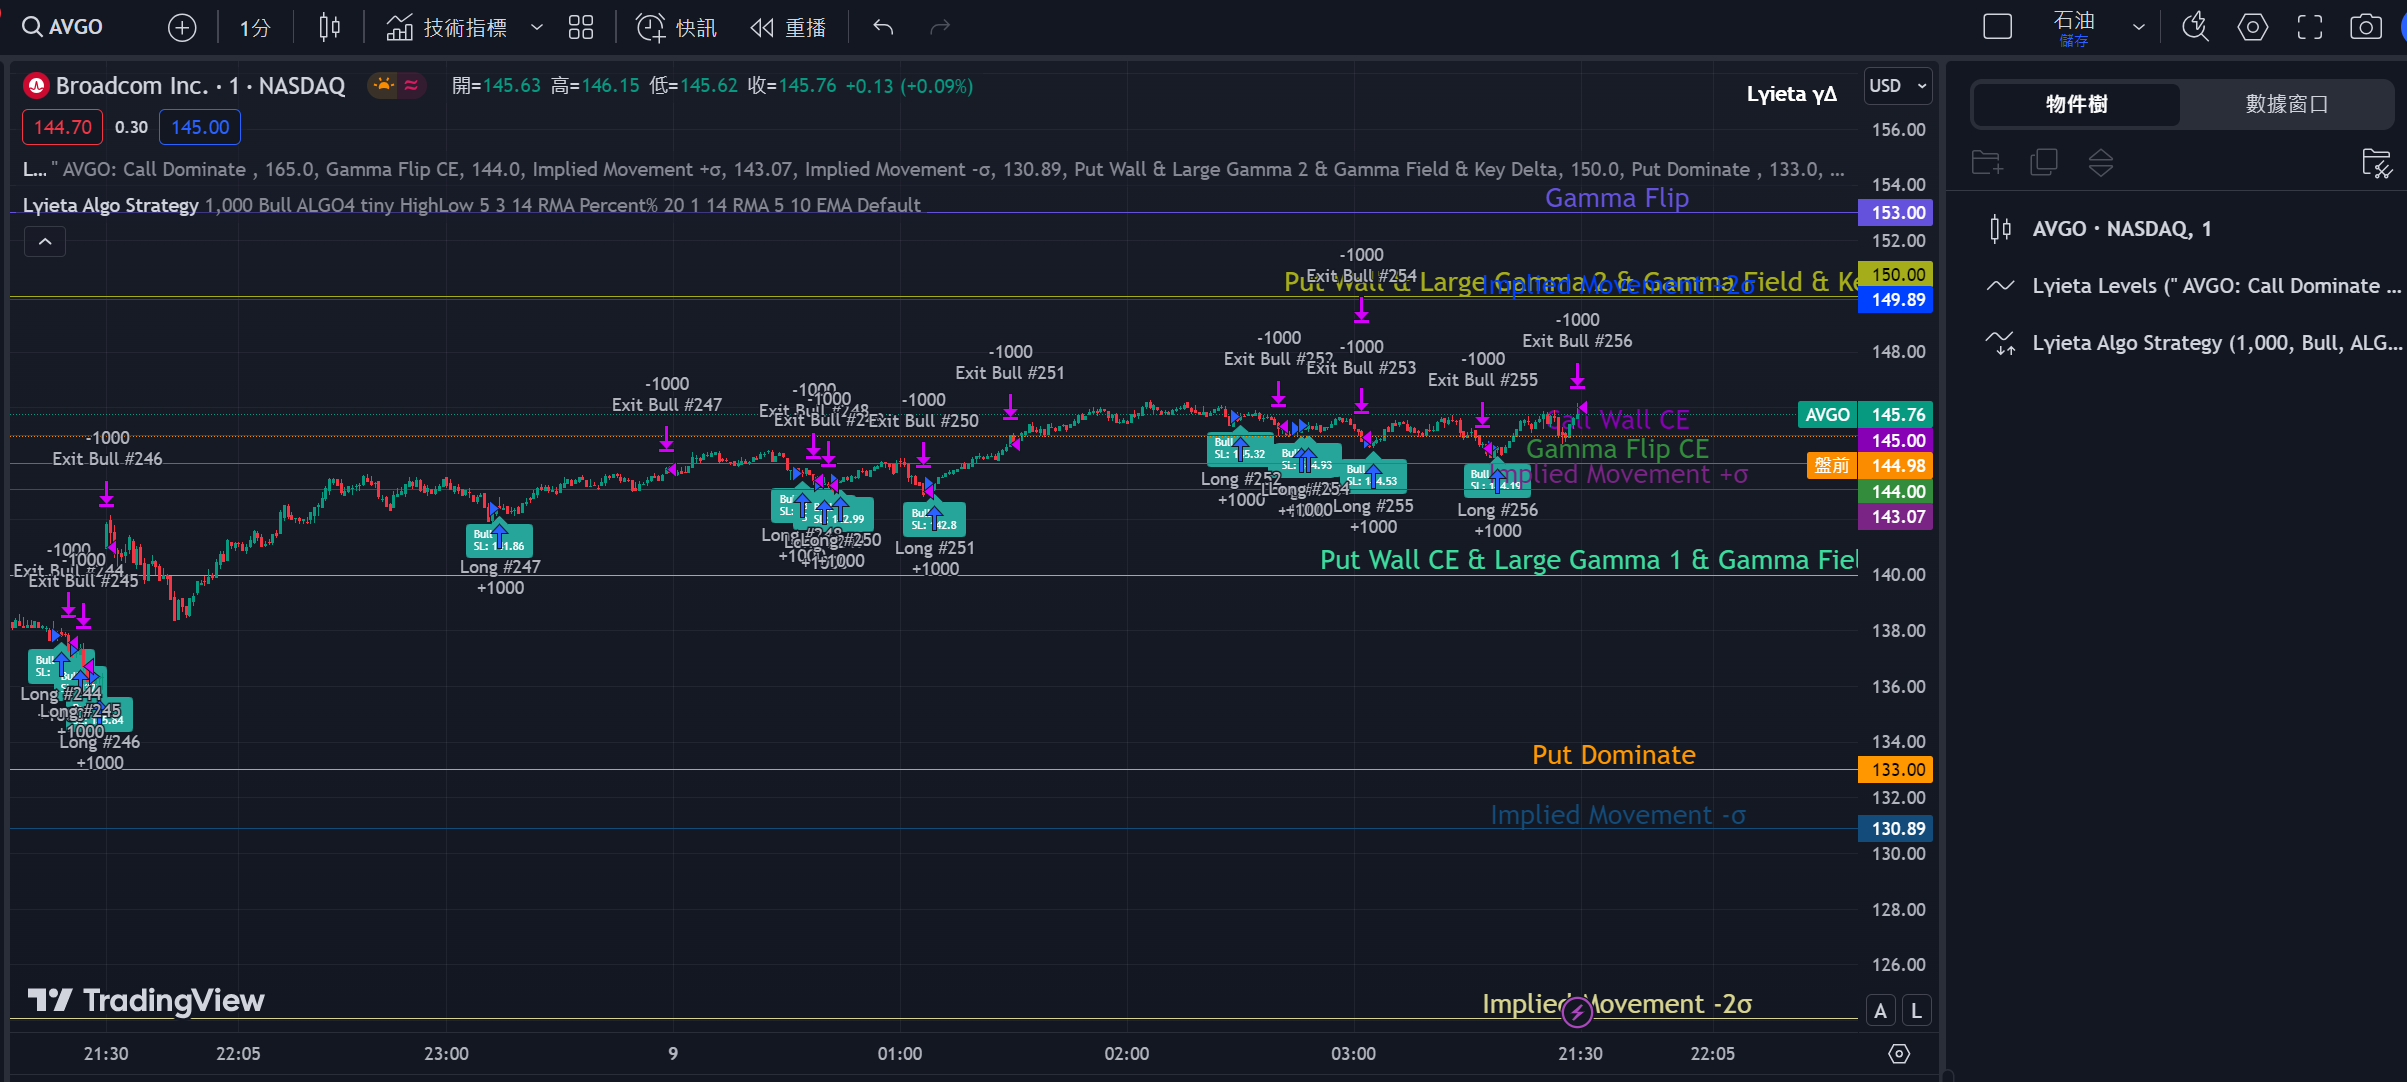 AVGO
1分
技術指標
快訊
重播
石油
儲存
Broadcom Inc. · 1 · NASDAQ
開=145.63 高=146.15 低=145.62 收=145.76 +0.13 (+0.09%)
Lyieta γΔ
USD
144.70 0.30 145.00
L... " AVGO: Call Dominate , 165.0, Gamma Flip CE, 144.0, Implied Movement +σ, 143.07, Implied Movement -σ, 130.89, Put Wall & Large Gamma 2 & Gamma Field & Key Delta, 150.0, Put Dominate , 133.0, ...
Lyieta Algo Strategy 1,000 Bull ALGO4 tiny HighLow 5 3 14 RMA Percent% 20 1 14 RMA 5 10 EMA Default
物件樹
數據窗口
AVGO · NASDAQ, 1
Lyieta Levels (" AVGO: Call Dominate ...
Lyieta Algo Strategy (1,000, Bull, ALG...
156.00
154.00
Gamma Flip
153.00
152.00
-1000
Exit Bull #254
Put Wall & Large Gamma 2 & Gamma Field & Ke
Implied Movement +2σ
150.00
149.89
-1000
Exit Bull #256
-1000
Exit Bull #252
-1000
Exit Bull #253
-1000
Exit Bull #255
148.00
-1000
Exit Bull #251
-1000
Exit Bull #247
-1000
Exit Bull #248
-1000
-1000
Exit Bull #250
-1000
Exit Bull #246
AVGO 145.76
Call Wall CE
145.00
Gamma Flip CE
盤前 144.98
Implied Movement +σ
144.00
143.07
Long #252
+1000
Long #254
+1000
Long #255
+1000
Long #256
+1000
Long #247
+1000
Long #250
+1000
Long #251
+1000
-1000
Exit Bull #244
-1000
Exit Bull #245
Put Wall CE & Large Gamma 1 & Gamma Fiel
140.00
138.00
136.00
Long #244
Long #245
+1000
Long #246
+1000
134.00
Put Dominate
133.00
132.00
Implied Movement -σ
130.89
130.00
128.00
126.00
TradingView
Implied Movement -2σ
A L
21:30 22:05 23:00 9 01:00 02:00 03:00 21:30 22:05